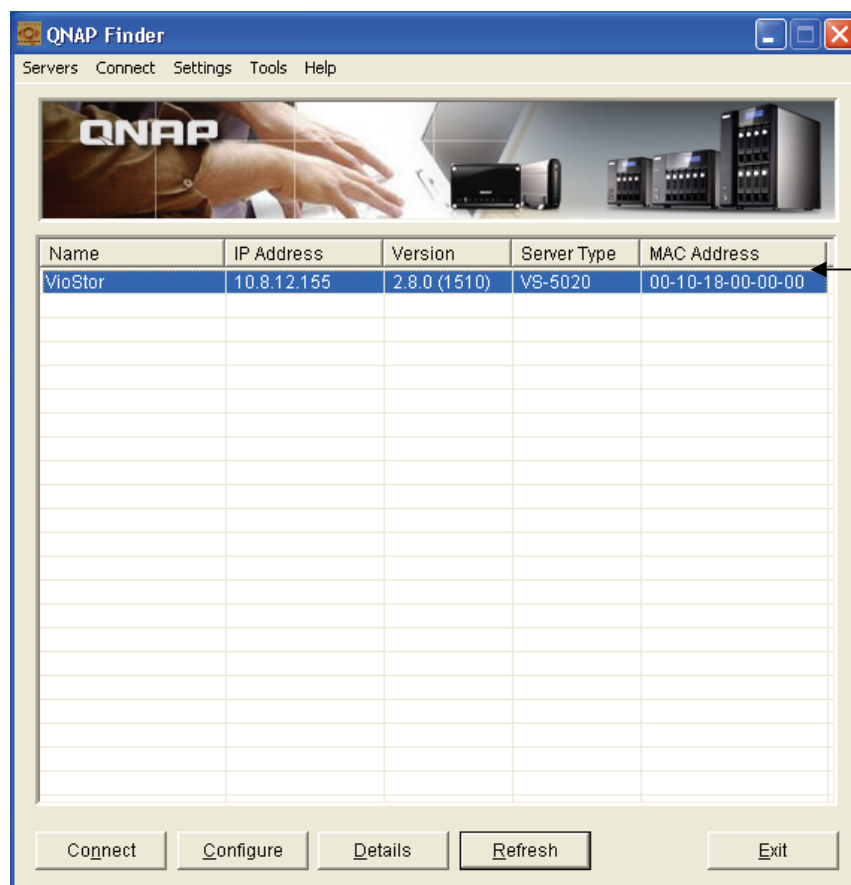 QNAP Finder
Servers Connect Settings Tools Help
QNAP
Name IP Address Version Server Type MAC Address
VioStor 10.8.12.155 2.8.0 (1510) VS-5020 00-10-18-00-00-00
Connect Configure Details Refresh Exit